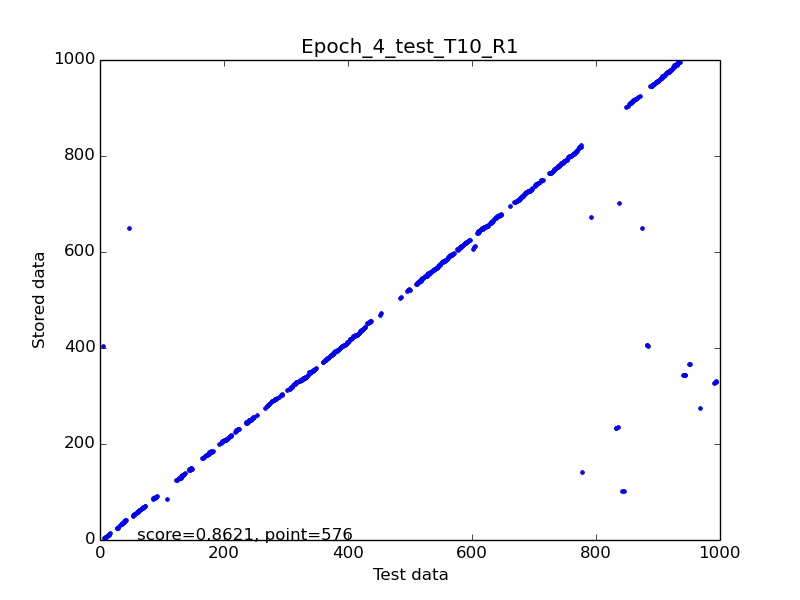 Epoch_4_test_T10_R1
1000
800
600
400
200
0
Stored data
score=0.8621, point=576
0 200 400 600 800 1000
Test data